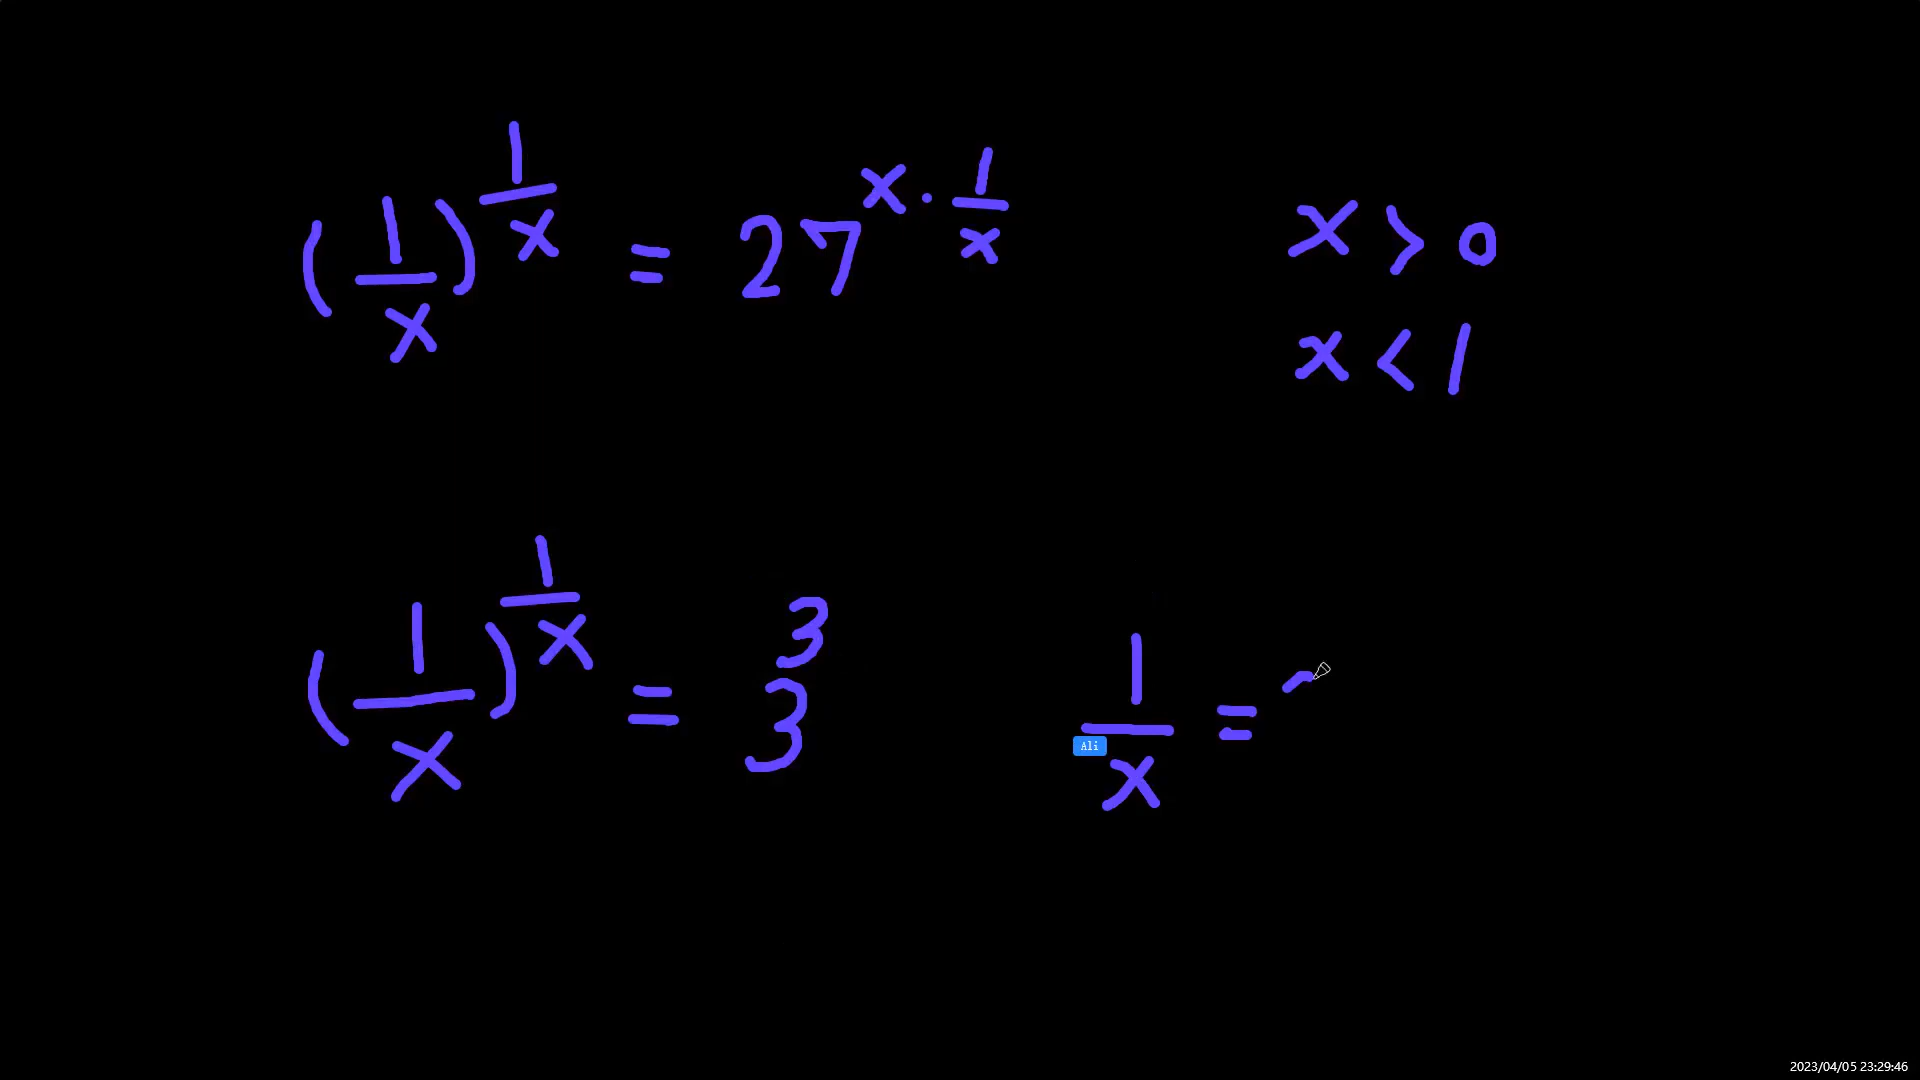 (1/x)^(1/x) = 27^(x · 1/x)
x > 0
x < 1
(1/x)^(1/x) = 3^3
1/x =
Ali
2023/04/05 23:29:46